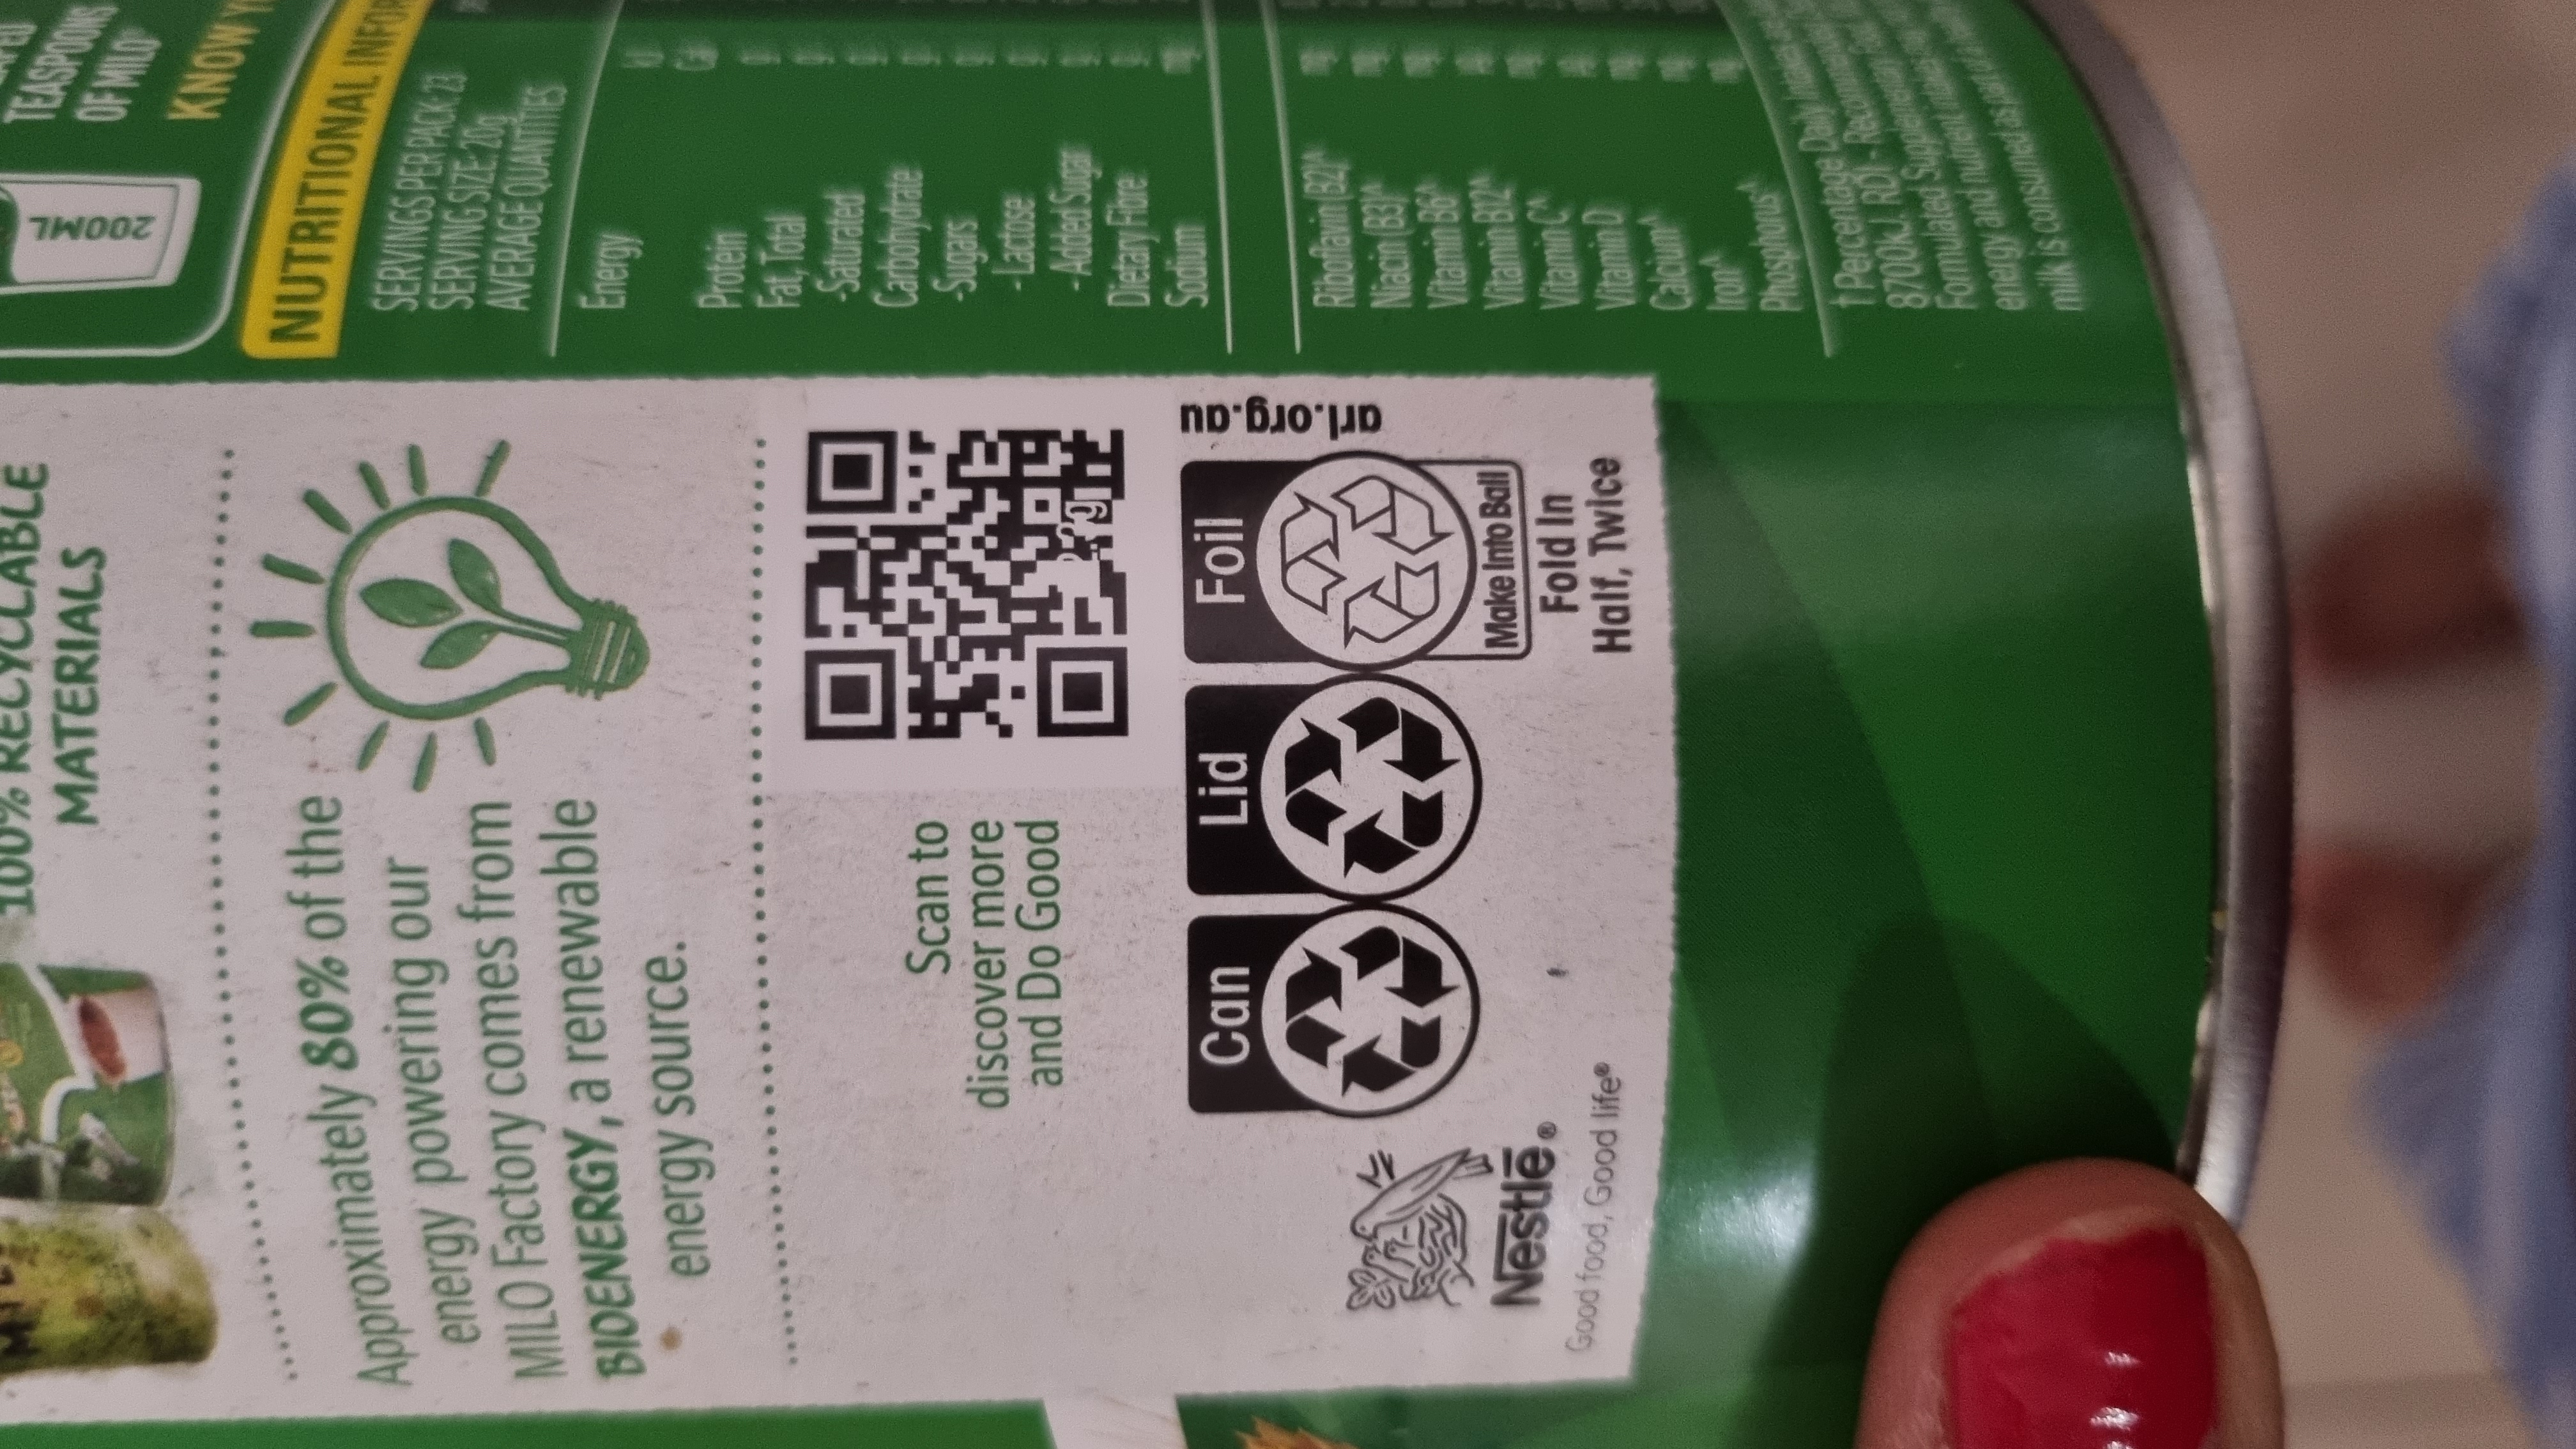 100% RECYCLABLE
MATERIALS
Approximately 80% of the
energy powering our
MILO Factory comes from
BIOENERGY, a renewable
energy source.
Scan to
discover more
and Do Good
Can
Lid
Foil
arl.org.au
Make Into Ball
Fold In
Half, Twice
Nestlé®
Good food, Good life®
200ML
TEASPOONS
OF MILO®
KNOW
NUTRITIONAL
SERVINGS PER PACK: 23
SERVING SIZE: 20g
AVERAGE QUANTITIES
Energy
Protein
Fat, Total
-Saturated
Carbohydrate
-Sugars
- Lactose
- Added Sugar
Dietary Fibre
Sodium
Riboflavin (B2)^
Niacin (B3)^
Vitamin B6^
Vitamin B12^
Vitamin C^
Vitamin D
Calcium^
Iron^
Phosphorus^
† Percentage Daily Intakes are
8700kJ. RDI - Recommended
Formulated Supplementary Food
energy and nutrient intakes may
milk is consumed as part of a